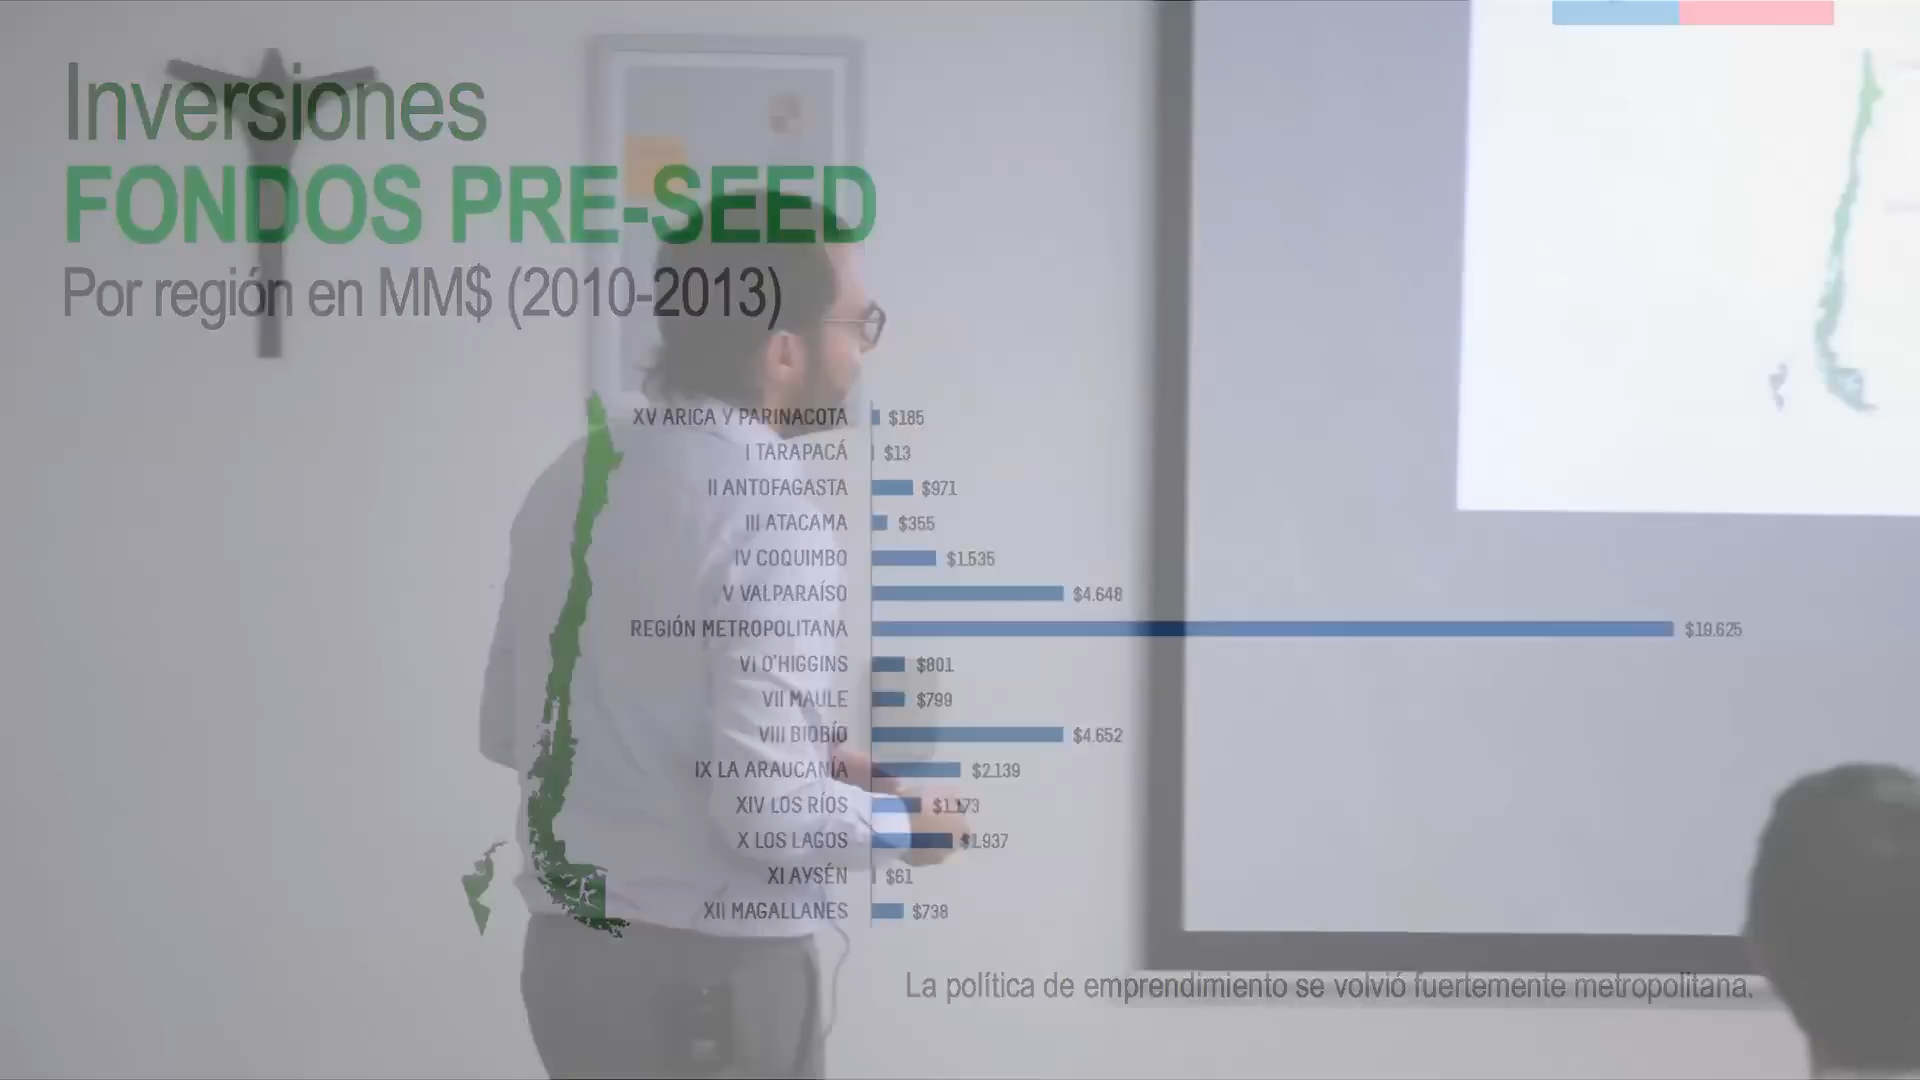 Inversiones
FONDOS PRE-SEED
Por región en MM$ (2010-2013)
XV ARICA Y PARINACOTA $185
I TARAPACÁ $13
II ANTOFAGASTA $971
III ATACAMA $355
IV COQUIMBO $1.535
V VALPARAÍSO $4.648
REGIÓN METROPOLITANA $19.625
VI O'HIGGINS $801
VII MAULE $799
VIII BIOBÍO $4.652
IX LA ARAUCANÍA $2.139
XIV LOS RÍOS $1.173
X LOS LAGOS $1.937
XI AYSÉN $61
XII MAGALLANES $738
La política de emprendimiento se volvió fuertemente metropolitana.